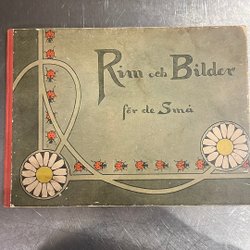 Rim och Bilder
för de Små